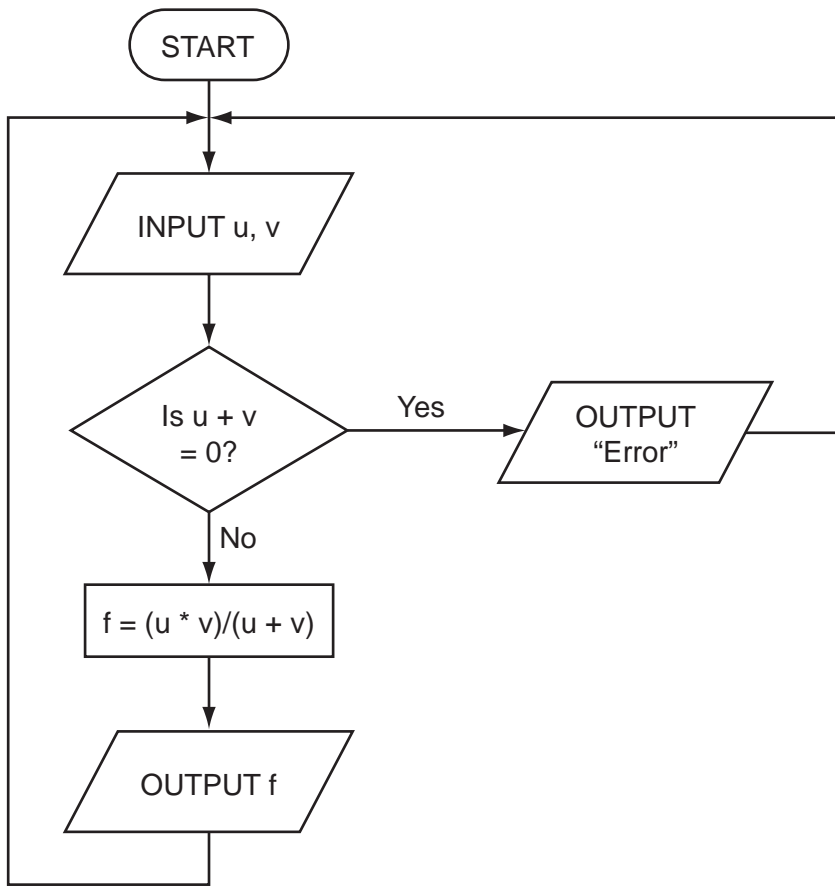 START
INPUT u, v
Is u + v
= 0?
Yes
OUTPUT
“Error”
No
f = (u * v)/(u + v)
OUTPUT f